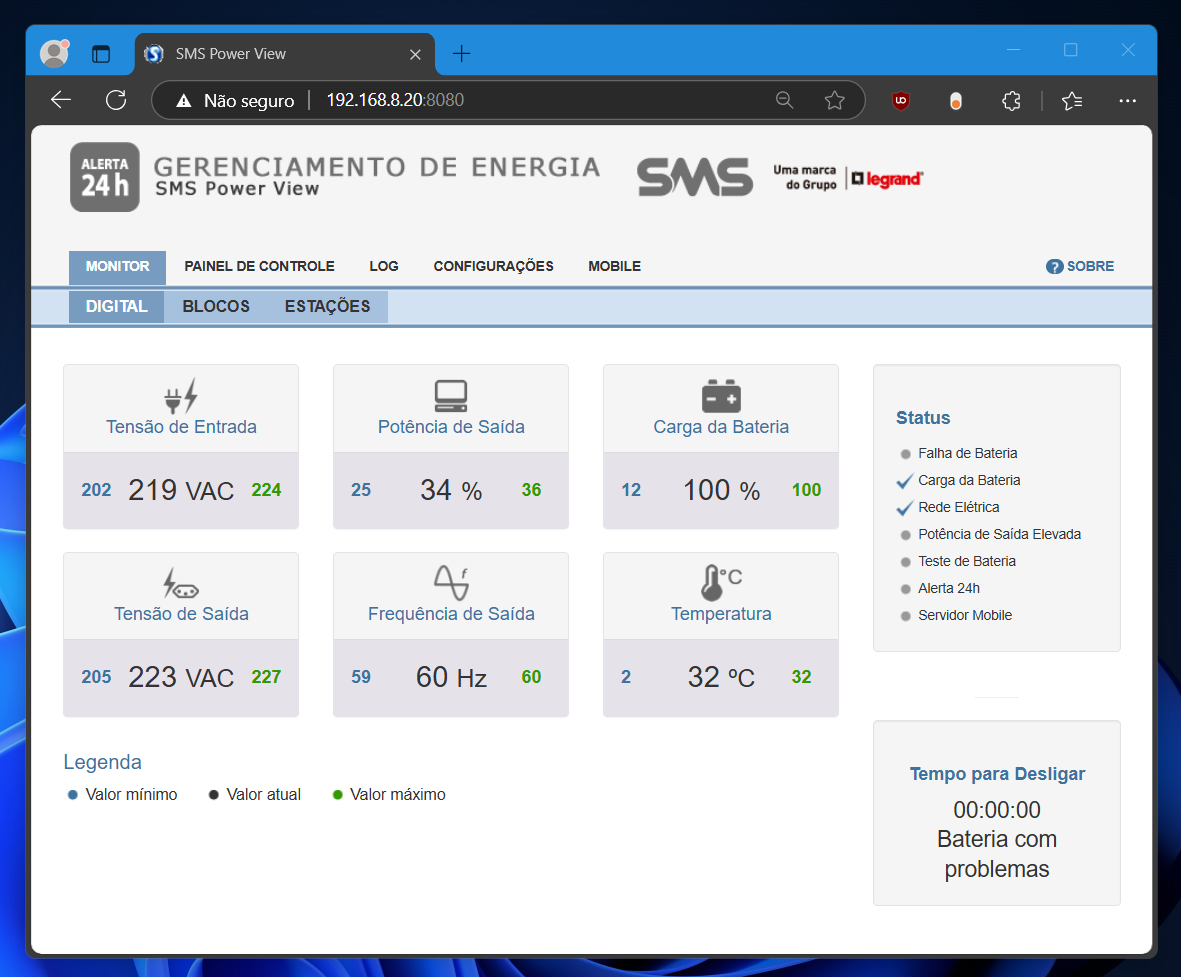 SMS Power View
Não seguro
192.168.8.20:8080
ALERTA
24 h
GERENCIAMENTO DE ENERGIA
SMS Power View
SMS
Uma marca
do Grupo
legrand
MONITOR PAINEL DE CONTROLE LOG CONFIGURAÇÕES MOBILE
? SOBRE
DIGITAL BLOCOS ESTAÇÕES
Tensão de Entrada
202 219 VAC 224
Potência de Saída
25 34 % 36
Carga da Bateria
12 100 % 100
Tensão de Saída
205 223 VAC 227
f
Frequência de Saída
59 60 Hz 60
°C
Temperatura
2 32 ºC 32
Legenda
Valor mínimo Valor atual Valor máximo
Status
Falha de Bateria
Carga da Bateria
Rede Elétrica
Potência de Saída Elevada
Teste de Bateria
Alerta 24h
Servidor Mobile
Tempo para Desligar
00:00:00
Bateria com
problemas